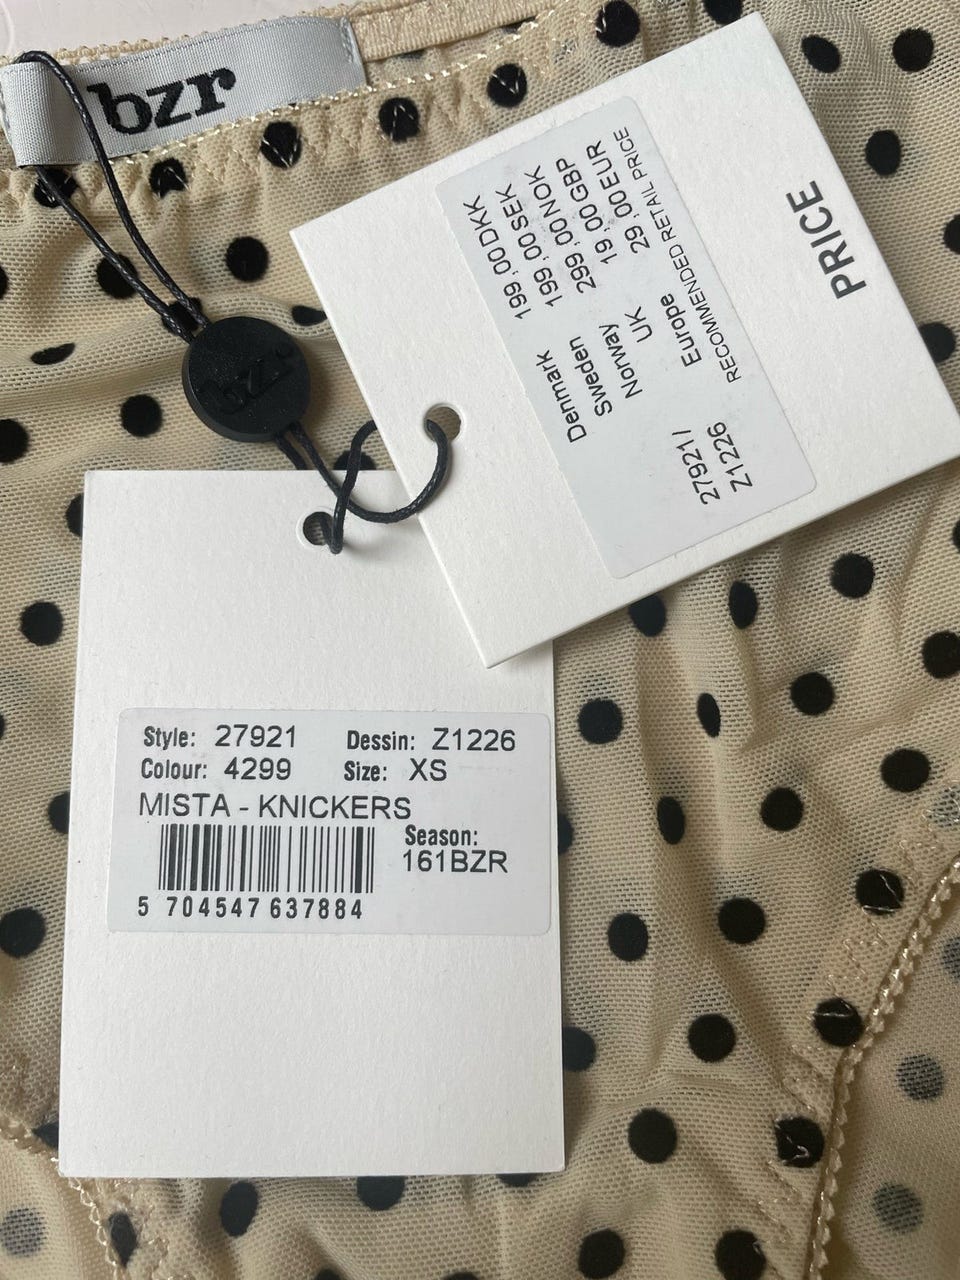 bzr
bzr
PRICE
Denmark 199,00 DKK
Sweden 199,00 SEK
Norway 299,00 NOK
UK 19,00 GBP
Europe 29,00 EUR
RECOMMENDED RETAIL PRICE
27921/
Z1226
Style: 27921 Dessin: Z1226
Colour: 4299 Size: XS
MISTA - KNICKERS
Season:
161BZR
5 704547 637884